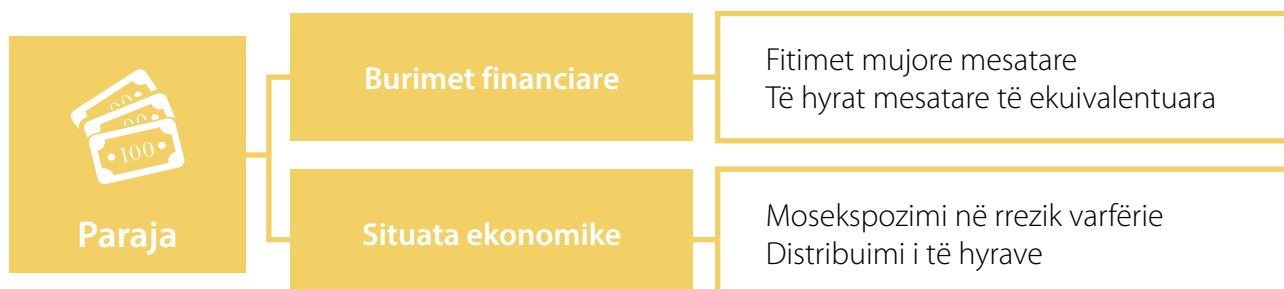 100
Paraja
Burimet financiare
Fitimet mujore mesatare
Të hyrat mesatare të ekuivalentuara
Situata ekonomike
Mosekspozimi në rrezik varfërie
Distribuimi i të hyrave